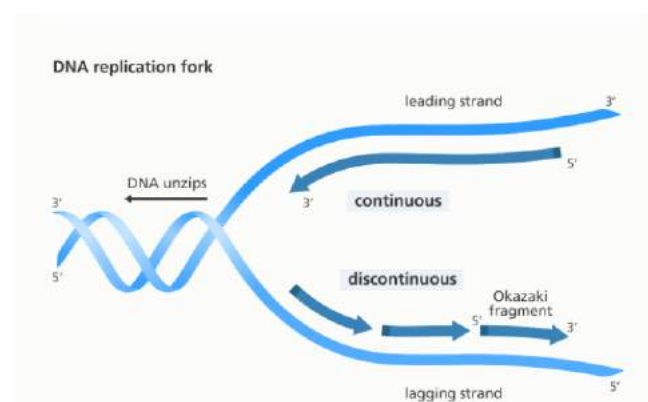 DNA replication fork
leading strand
3'
5'
DNA unzips
3'
3'
continuous
5'
discontinuous
Okazaki
fragment
5'
3'
lagging strand
5'